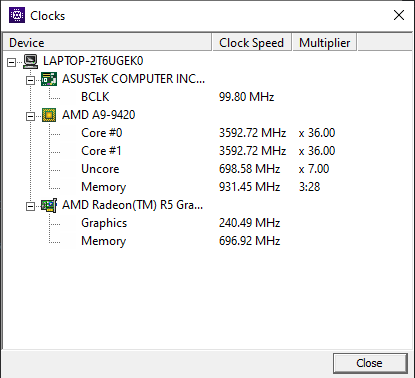 Clocks
Device Clock Speed Multiplier
LAPTOP-2T6UGEK0
ASUSTeK COMPUTER INC...
BCLK 99.80 MHz
AMD A9-9420
Core #0 3592.72 MHz x 36.00
Core #1 3592.72 MHz x 36.00
Uncore 698.58 MHz x 7.00
Memory 931.45 MHz 3:28
AMD Radeon(TM) R5 Gra...
Graphics 240.49 MHz
Memory 696.92 MHz
Close